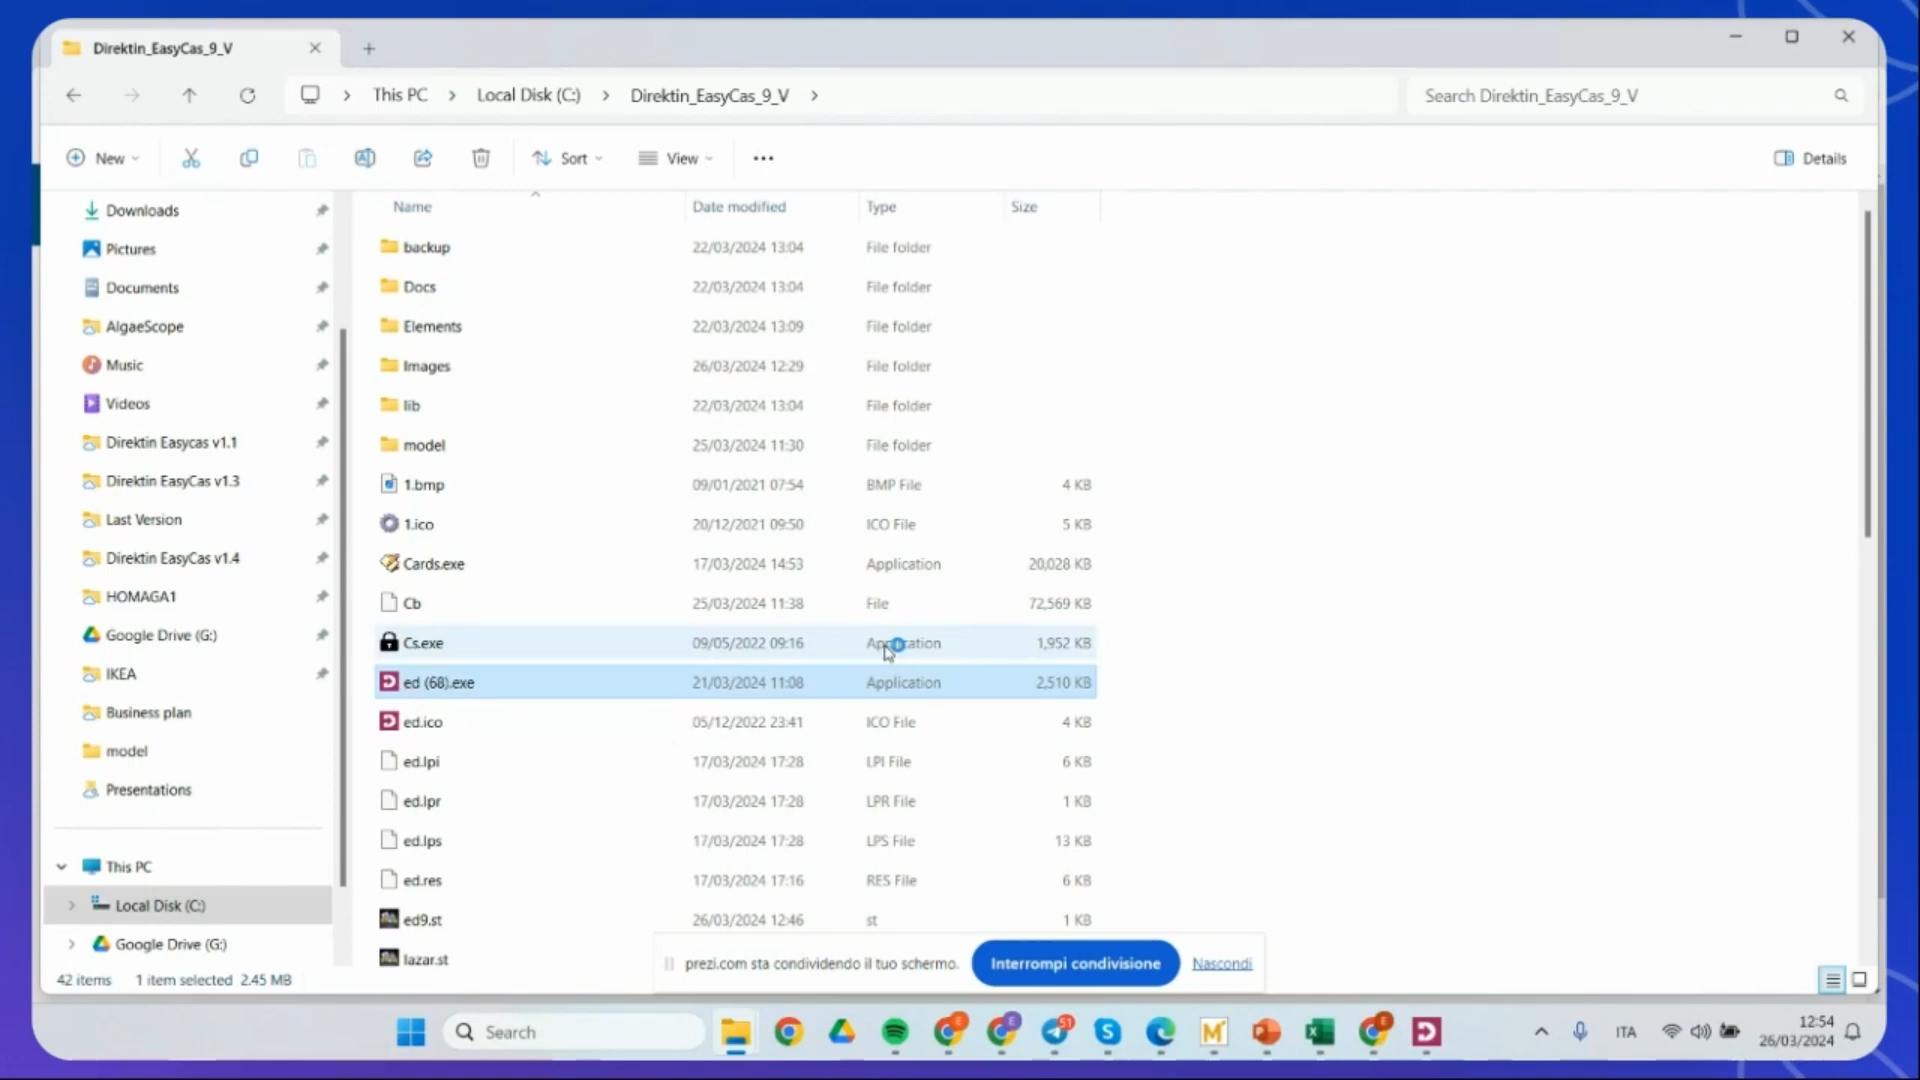 Direktin_EasyCas_9_V
This PC > Local Disk (C:) > Direktin_EasyCas_9_V >
Search Direktin_EasyCas_9_V
New
Sort
View
Details
Name Date modified Type Size
Downloads
Pictures
Documents
AlgaeScope
Music
Videos
Direktin Easycas v1.1
Direktin EasyCas v1.3
Last Version
Direktin EasyCas v1.4
HOMAGA1
Google Drive (G:)
IKEA
Business plan
model
Presentations
This PC
Local Disk (C:)
Google Drive (G:)
backup 22/03/2024 13:04 File folder
Docs 22/03/2024 13:04 File folder
Elements 22/03/2024 13:09 File folder
Images 26/03/2024 12:29 File folder
lib 22/03/2024 13:04 File folder
model 25/03/2024 11:30 File folder
1.bmp 09/01/2021 07:54 BMP File 4 KB
1.ico 20/12/2021 09:50 ICO File 5 KB
Cards.exe 17/03/2024 14:53 Application 20,028 KB
Cb 25/03/2024 11:38 File 72,569 KB
Cs.exe 09/05/2022 09:16 Application 1,952 KB
ed (68).exe 21/03/2024 11:08 Application 2,510 KB
ed.ico 05/12/2022 23:41 ICO File 4 KB
ed.lpi 17/03/2024 17:28 LPI File 6 KB
ed.lpr 17/03/2024 17:28 LPR File 1 KB
ed.lps 17/03/2024 17:28 LPS File 13 KB
ed.res 17/03/2024 17:16 RES File 6 KB
ed9.st 26/03/2024 12:46 st 1 KB
lazar.st
prezi.com sta condividendo il tuo schermo.
Interrompi condivisione
Nascondi
42 items 1 item selected 2.45 MB
Search
E
E
51
E
ITA
12:54
26/03/2024